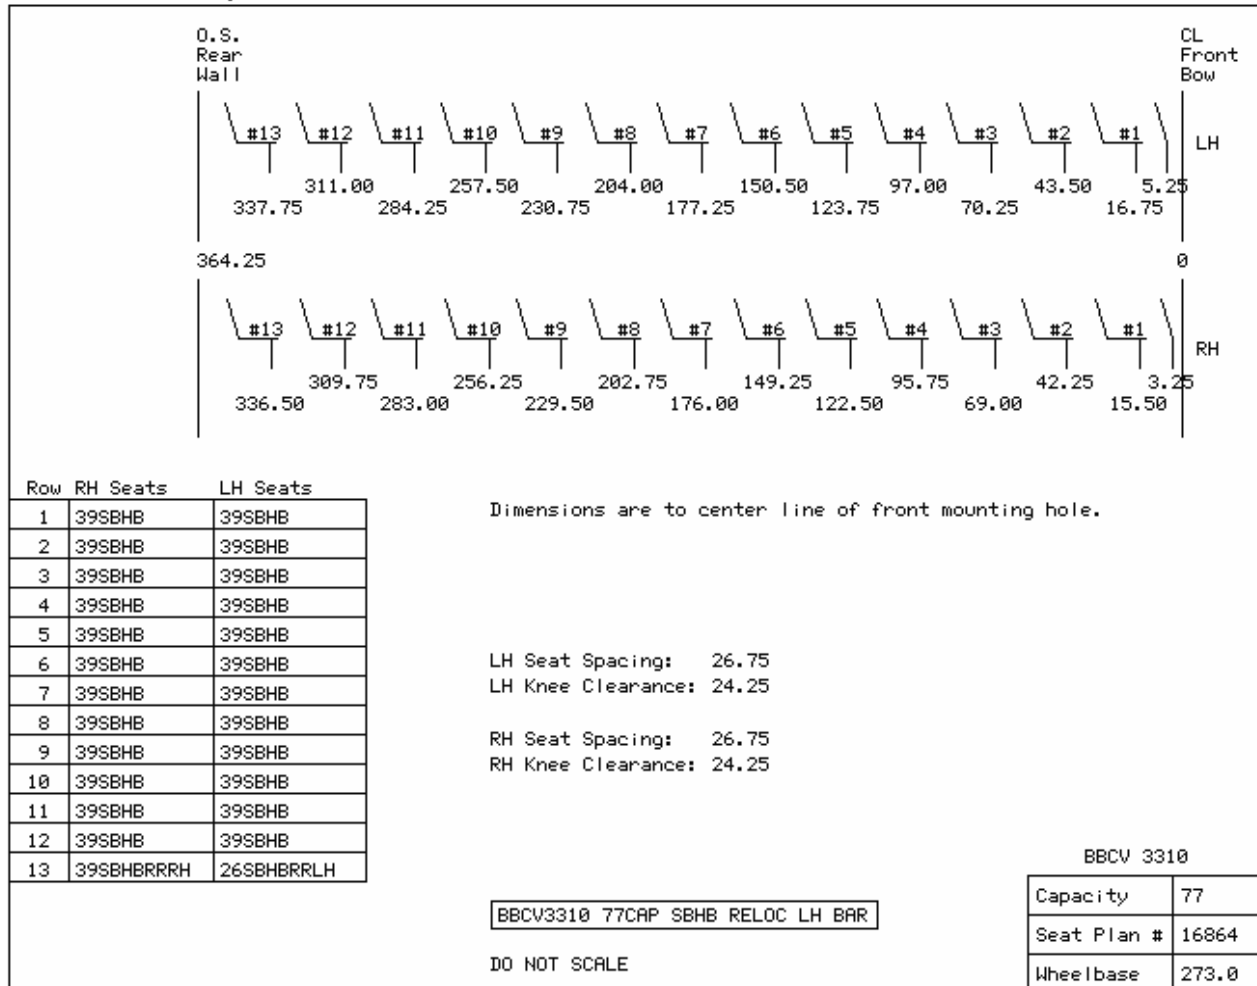 O.S.
Rear
Wall
CL
Front
Bow
#13 #12 #11 #10 #9 #8 #7 #6 #5 #4 #3 #2 #1 LH
311.00 257.50 204.00 150.50 97.00 43.50 5.25
337.75 284.25 230.75 177.25 123.75 70.25 16.75
364.25 0
#13 #12 #11 #10 #9 #8 #7 #6 #5 #4 #3 #2 #1 RH
309.75 256.25 202.75 149.25 95.75 42.25 3.25
336.50 283.00 229.50 176.00 122.50 69.00 15.50
Row RH Seats LH Seats
1 39SBHB 39SBHB
2 39SBHB 39SBHB
3 39SBHB 39SBHB
4 39SBHB 39SBHB
5 39SBHB 39SBHB
6 39SBHB 39SBHB
7 39SBHB 39SBHB
8 39SBHB 39SBHB
9 39SBHB 39SBHB
10 39SBHB 39SBHB
11 39SBHB 39SBHB
12 39SBHB 39SBHB
13 39SBHBRRRH 26SBHBRRLH
Dimensions are to center line of front mounting hole.
LH Seat Spacing: 26.75
LH Knee Clearance: 24.25
RH Seat Spacing: 26.75
RH Knee Clearance: 24.25
BBCV3310 77CAP SBHB RELOC LH BAR
DO NOT SCALE
BBCV 3310
Capacity 77
Seat Plan # 16864
Wheelbase 273.0